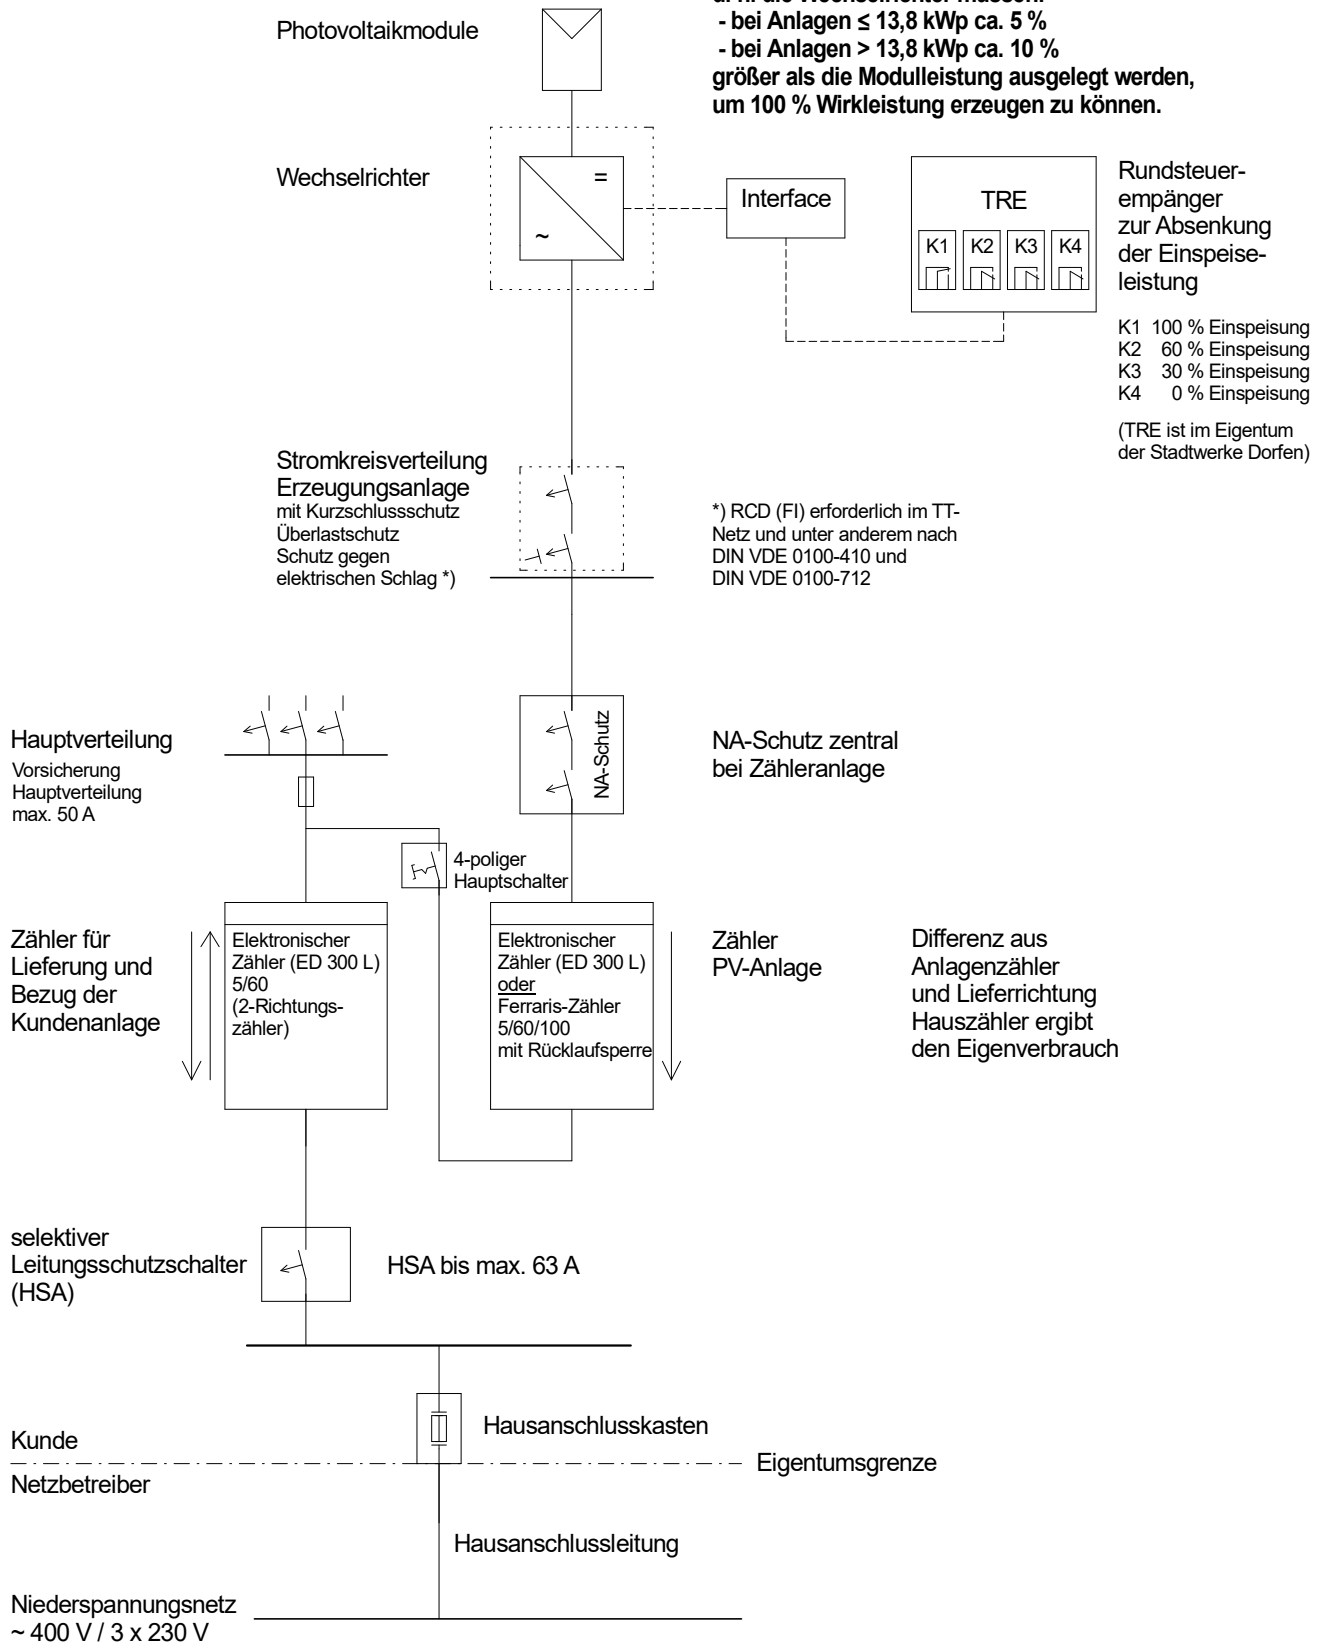 Photovoltaikmodule
- bei Anlagen ≤ 13,8 kWp ca. 5 %
- bei Anlagen > 13,8 kWp ca. 10 %
größer als die Modulleistung ausgelegt werden,
um 100 % Wirkleistung erzeugen zu können.
Wechselrichter
=
~
Interface
TRE
K1 K2 K3 K4
Rundsteuer-
empänger
zur Absenkung
der Einspeise-
leistung
K1 100 % Einspeisung
K2 60 % Einspeisung
K3 30 % Einspeisung
K4 0 % Einspeisung
(TRE ist im Eigentum
der Stadtwerke Dorfen)
Stromkreisverteilung
Erzeugungsanlage
mit Kurzschlussschutz
Überlastschutz
Schutz gegen
elektrischen Schlag *)
*) RCD (FI) erforderlich im TT-
Netz und unter anderem nach
DIN VDE 0100-410 und
DIN VDE 0100-712
Hauptverteilung
Vorsicherung
Hauptverteilung
max. 50 A
NA-Schutz
NA-Schutz zentral
bei Zähleranlage
4-poliger
Hauptschalter
Zähler für
Lieferung und
Bezug der
Kundenanlage
Elektronischer
Zähler (ED 300 L)
5/60
(2-Richtungs-
zähler)
Elektronischer
Zähler (ED 300 L)
oder
Ferraris-Zähler
5/60/100
mit Rücklaufsperre
Zähler
PV-Anlage
Differenz aus
Anlagenzähler
und Lieferrichtung
Hauszähler ergibt
den Eigenverbrauch
selektiver
Leitungsschutzschalter
(HSA)
HSA bis max. 63 A
Hausanschlusskasten
Kunde
Eigentumsgrenze
Netzbetreiber
Hausanschlussleitung
Niederspannungsnetz
~ 400 V / 3 x 230 V